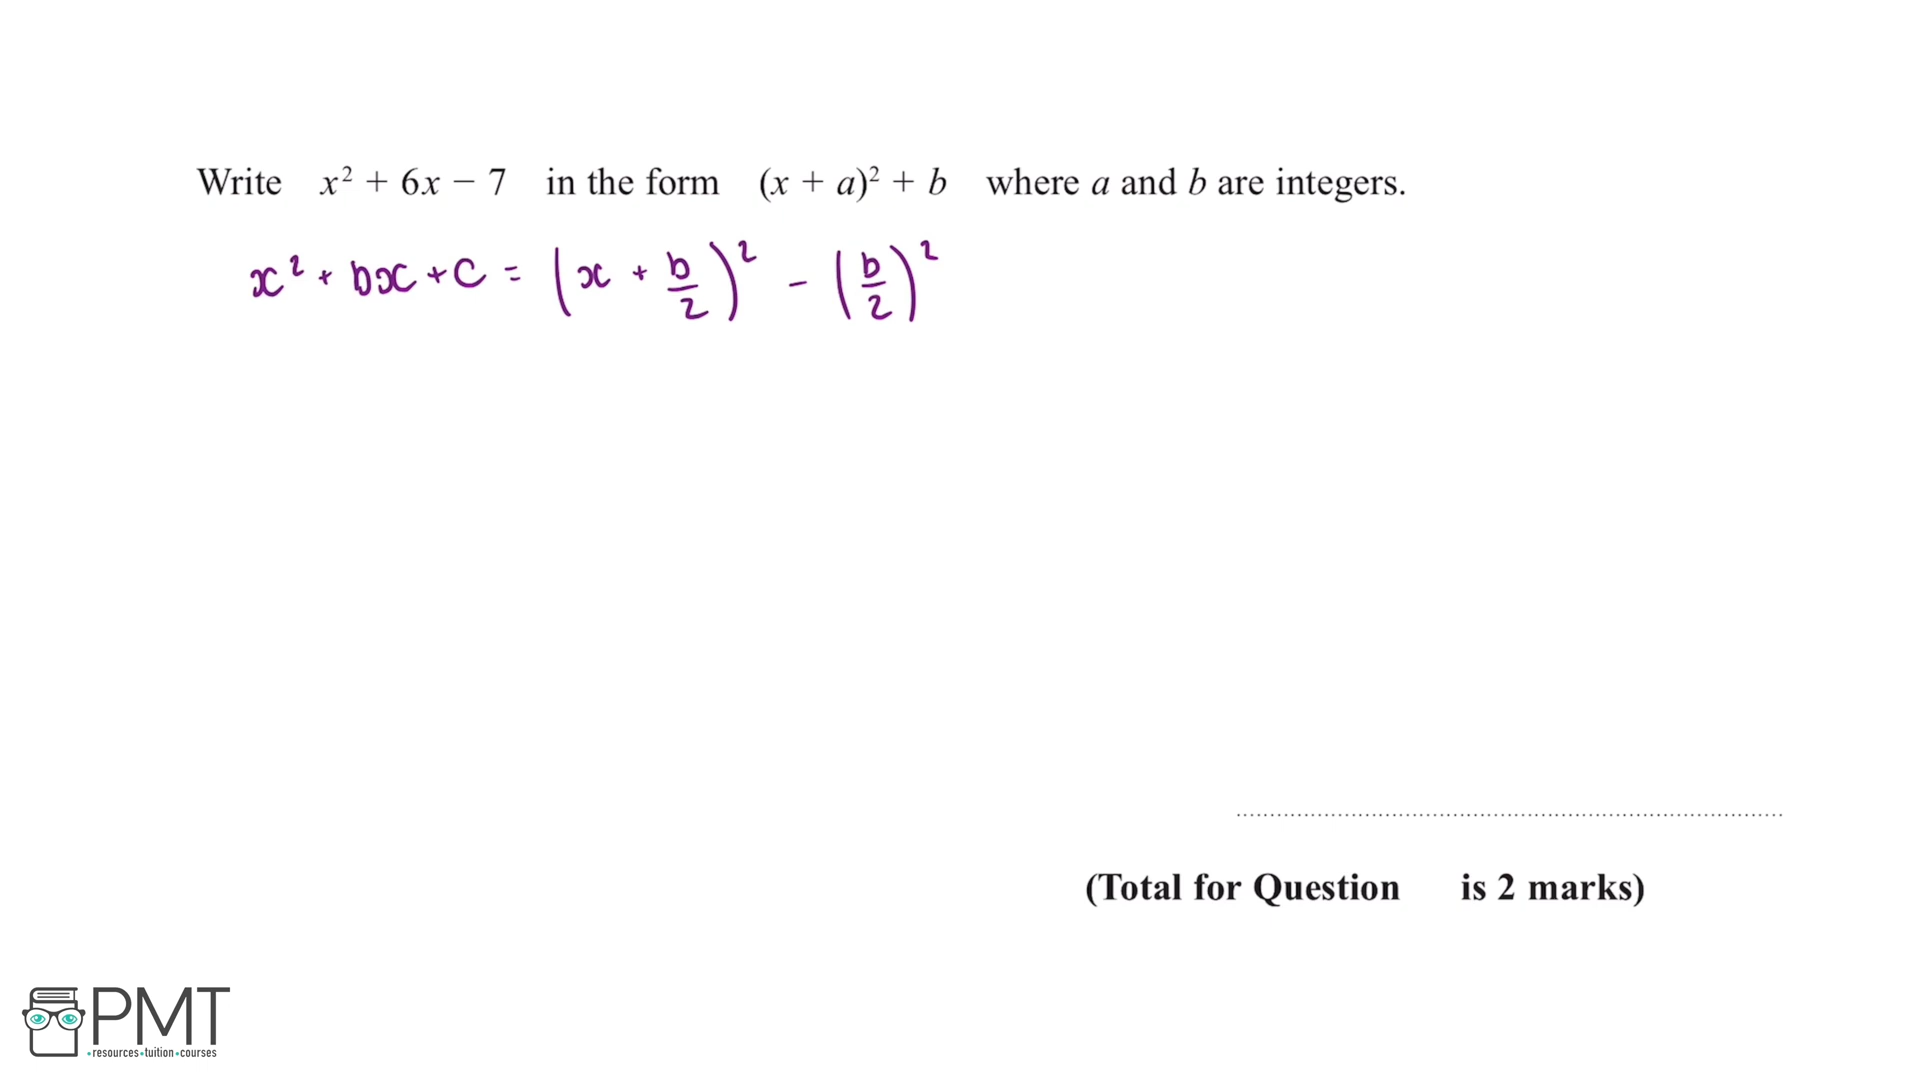 Write x² + 6x − 7 in the form (x + a)² + b where a and b are integers.
x² + bx + c = (x + b/2)² − (b/2)²
..............................................................................
(Total for Question is 2 marks)
PMT
•resources•tuition•courses